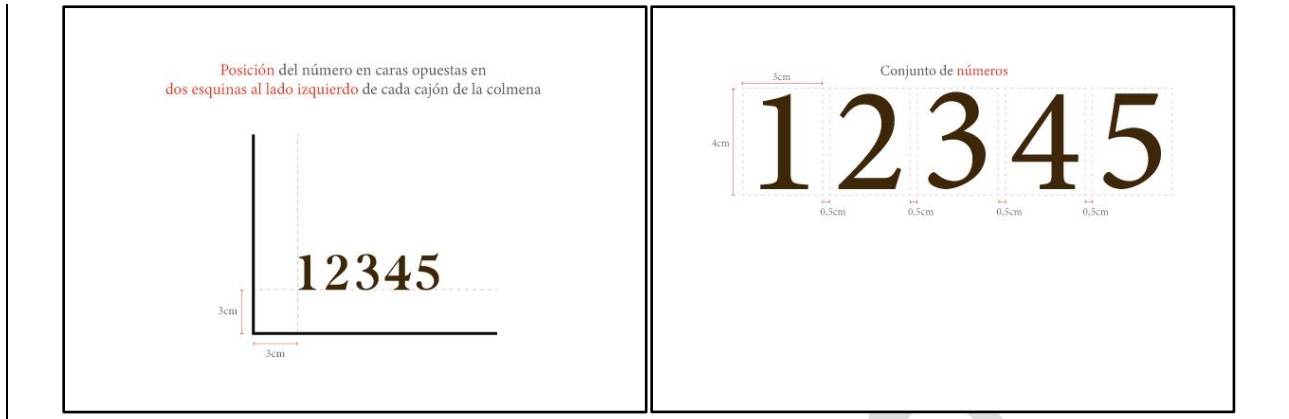 Posición del número en caras opuestas en
dos esquinas al lado izquierdo de cada cajón de la colmena
12345
3cm
3cm
Conjunto de números
3cm
4cm
12345
0,5cm 0,5cm 0,5cm 0,5cm